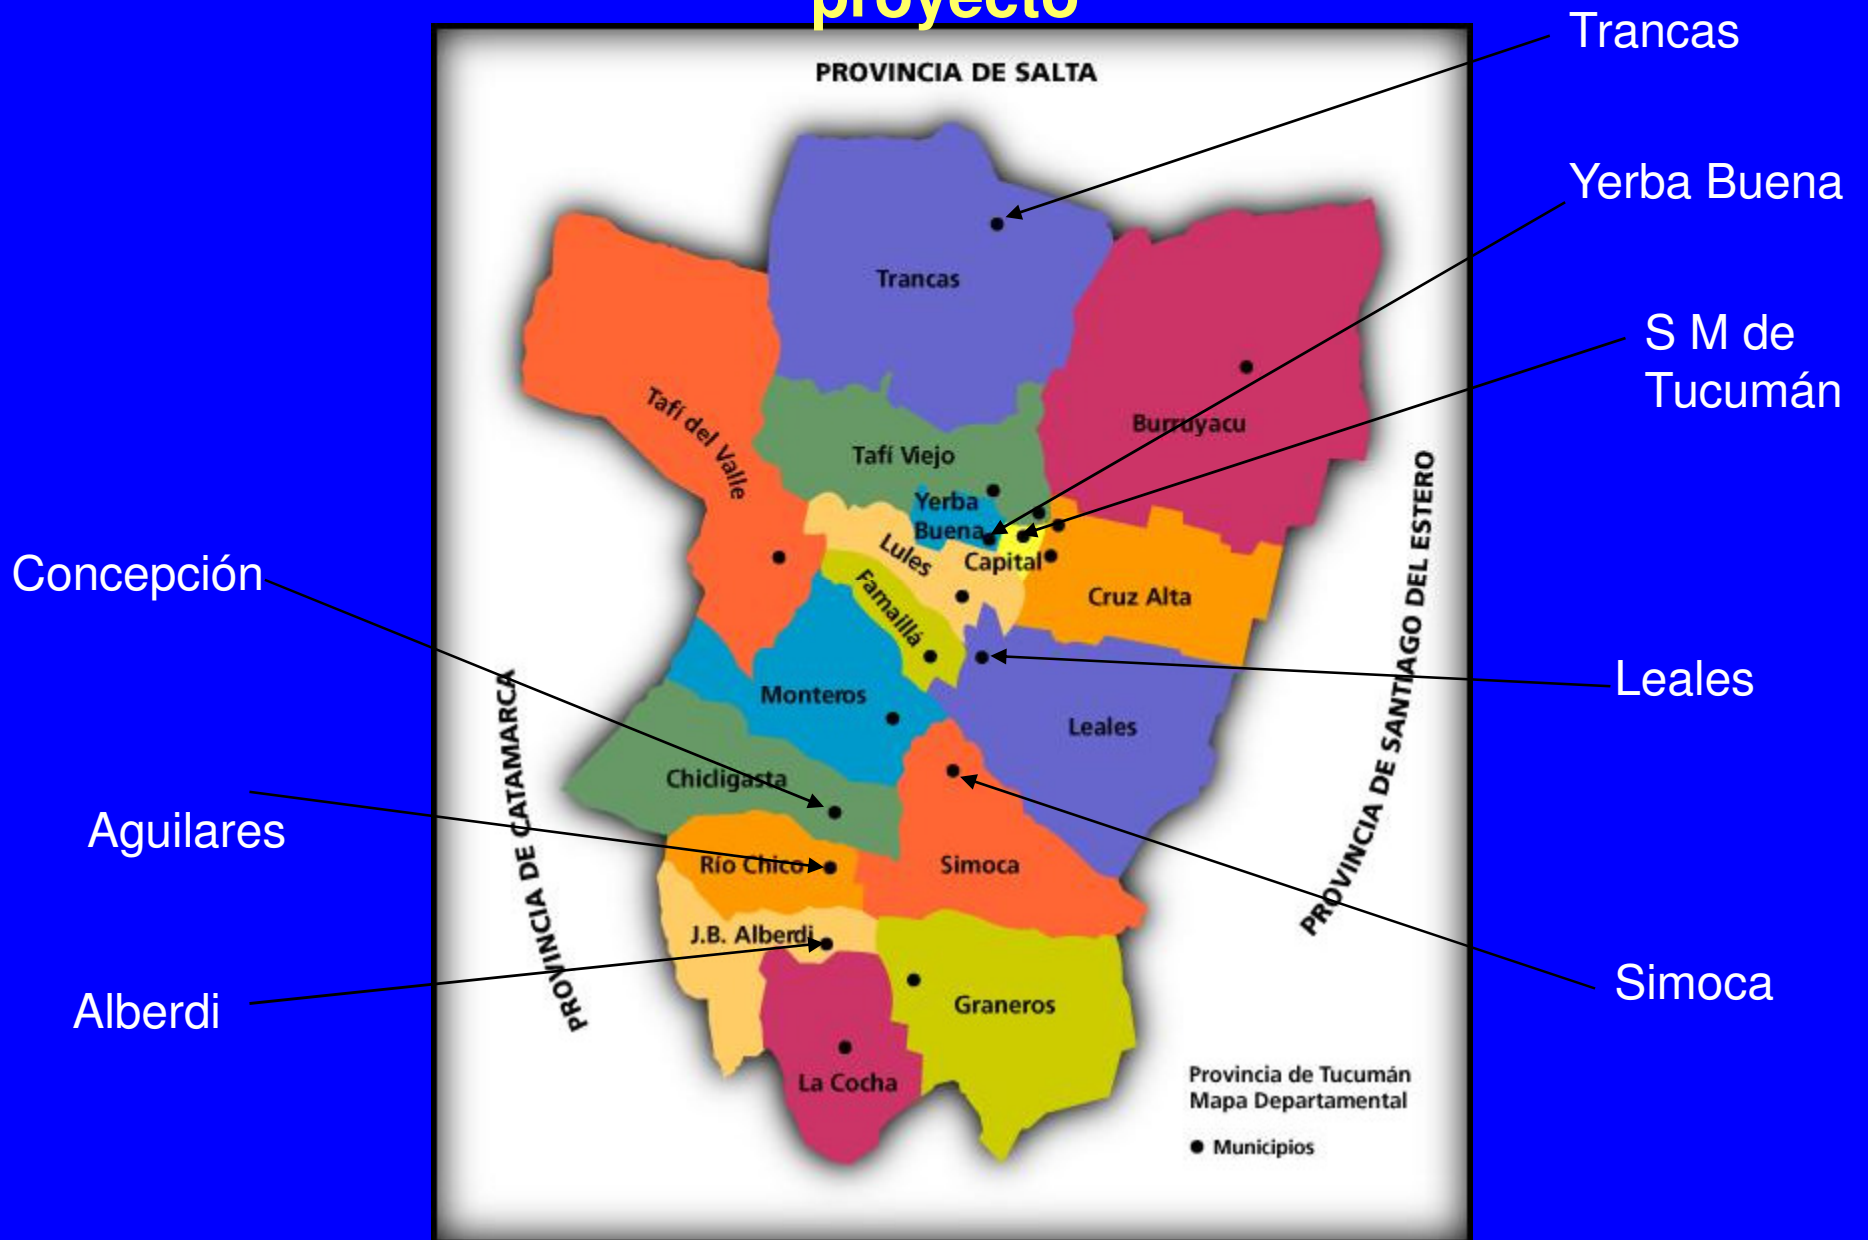 proyecto
Trancas
PROVINCIA DE SALTA
Yerba Buena
Trancas
S M de
Tucumán
Tafí del Valle
Burruyacu
Tafí Viejo
Yerba
Buena
Lules
Capital
Concepción
Famaillá
Cruz Alta
PROVINCIA DE SANTIAGO DEL ESTERO
Leales
Monteros
Leales
PROVINCIA DE CATAMARCA
Chicligasta
Aguilares
Río Chico
Simoca
J.B. Alberdi
Simoca
Alberdi
Graneros
La Cocha
Provincia de Tucumán
Mapa Departamental
Municipios